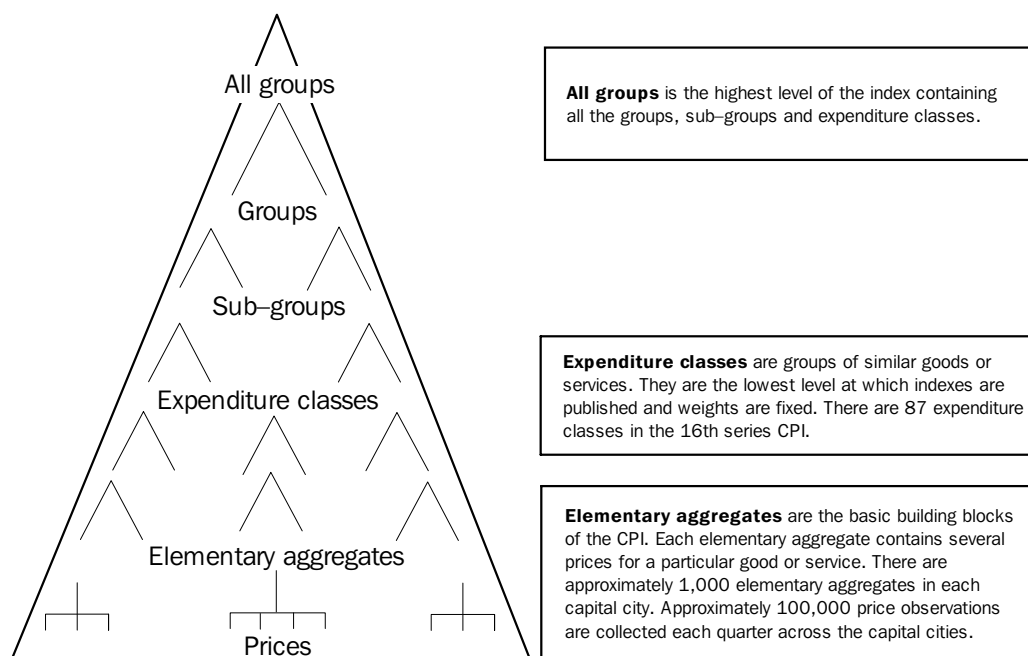 All groups
All groups is the highest level of the index containing
all the groups, sub–groups and expenditure classes.
Groups
Sub–groups
Expenditure classes
Expenditure classes are groups of similar goods or
services. They are the lowest level at which indexes are
published and weights are fixed. There are 87 expenditure
classes in the 16th series CPI.
Elementary aggregates
Elementary aggregates are the basic building blocks
of the CPI. Each elementary aggregate contains several
prices for a particular good or service. There are
approximately 1,000 elementary aggregates in each
capital city. Approximately 100,000 price observations
are collected each quarter across the capital cities.
Prices